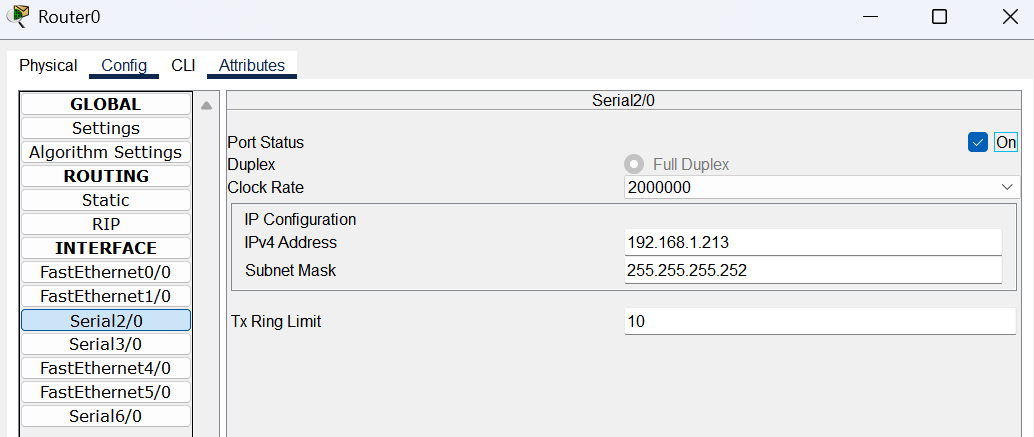 Router0
Physical Config CLI Attributes
GLOBAL
Settings
Algorithm Settings
ROUTING
Static
RIP
INTERFACE
FastEthernet0/0
FastEthernet1/0
Serial2/0
Serial3/0
FastEthernet4/0
FastEthernet5/0
Serial6/0
Serial2/0
Port Status On
Duplex Full Duplex
Clock Rate 2000000
IP Configuration
IPv4 Address 192.168.1.213
Subnet Mask 255.255.255.252
Tx Ring Limit 10